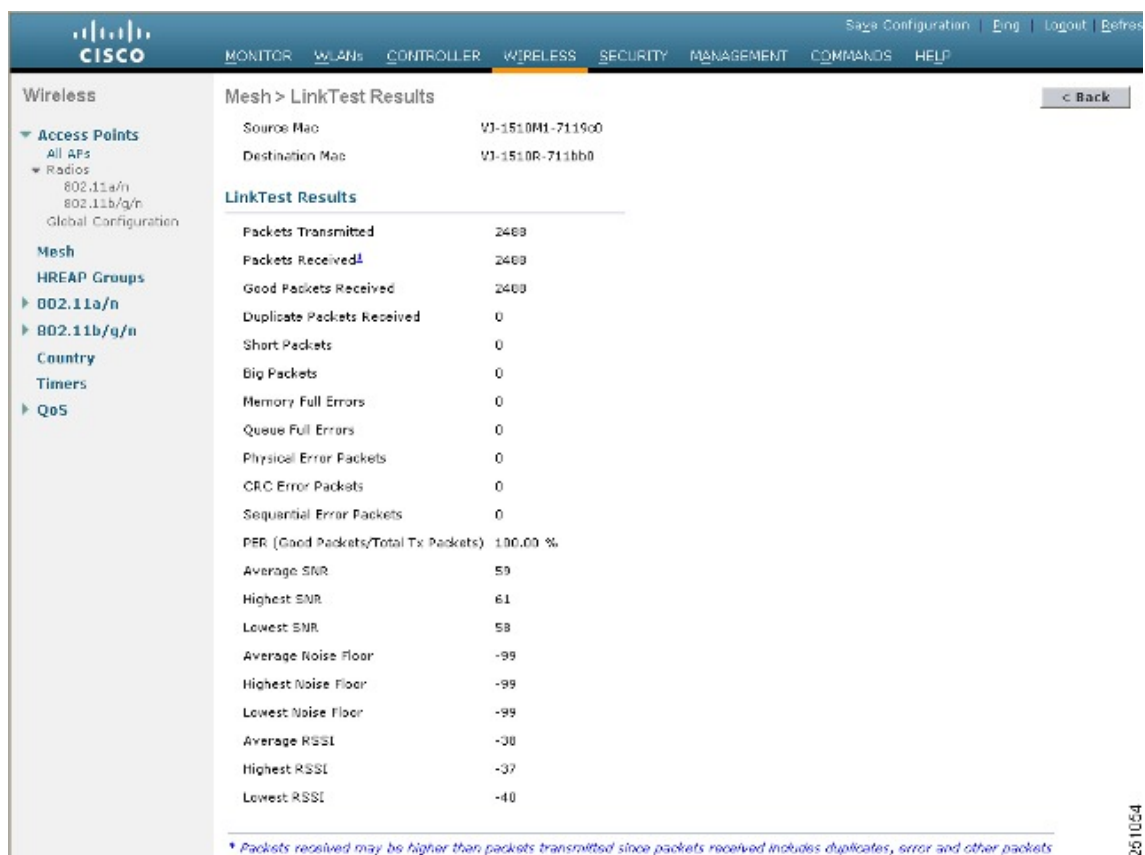 CISCO
Save Configuration | Ping | Logout | Refres
MONITOR WLANs CONTROLLER WIRELESS SECURITY MANAGEMENT COMMANDS HELP
Wireless
Access Points
All APs
Radios
802.11a/n
802.11b/g/n
Global Configuration
Mesh
HREAP Groups
802.11a/n
802.11b/g/n
Country
Timers
QoS
Mesh > LinkTest Results
< Back
Source Mac VJ-1510M1-7119c0
Destination Mac VJ-1510R-711bb0
LinkTest Results
Packets Transmitted 2488
Packets Received1 2488
Good Packets Received 2488
Duplicate Packets Received 0
Short Packets 0
Big Packets 0
Memory Full Errors 0
Queue Full Errors 0
Physical Error Packets 0
CRC Error Packets 0
Sequential Error Packets 0
PER (Good Packets/Total Tx Packets) 100.00 %
Average SNR 59
Highest SNR 61
Lowest SNR 58
Average Noise Floor -99
Highest Noise Floor -99
Lowest Noise Floor -99
Average RSSI -38
Highest RSSI -37
Lowest RSSI -40
* Packets received may be higher than packets transmitted since packets received includes duplicates, error and other packets
261054